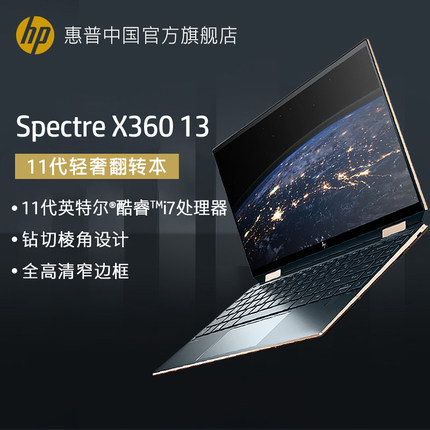 hp 惠普中国官方旗舰店
Spectre X360 13
11代轻奢翻转本
• 11代英特尔®酷睿™i7处理器
• 钻切棱角设计
• 全高清窄边框